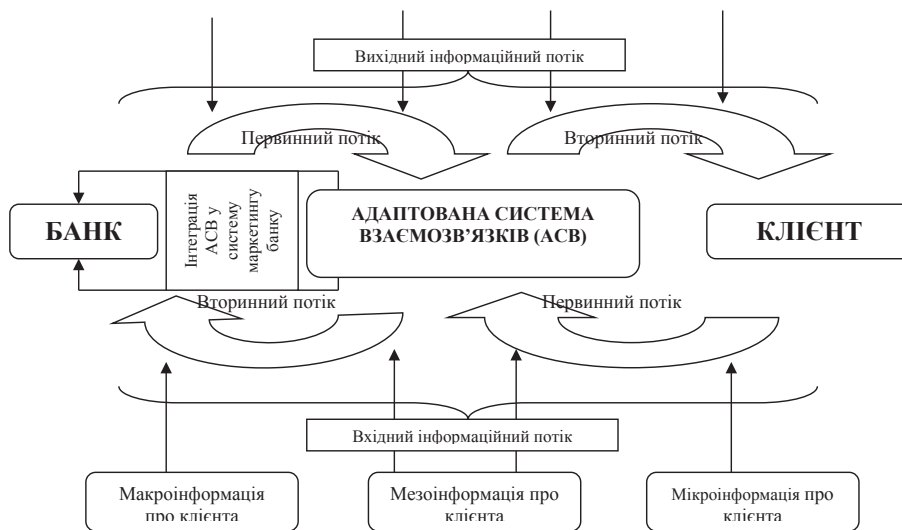 Вихідний інформаційний потік
Первинний потік
Вторинний потік
БАНК
Інтеграція
АСВ у
систему
маркетингу
банку
АДАПТОВАНА СИСТЕМА
ВЗАЄМОЗВ’ЯЗКІВ (АСВ)
КЛІЄНТ
Вторинний потік
Первинний потік
Вхідний інформаційний потік
Макроінформація
про клієнта
Мезоінформація про
клієнта
Мікроінформація про
клієнта